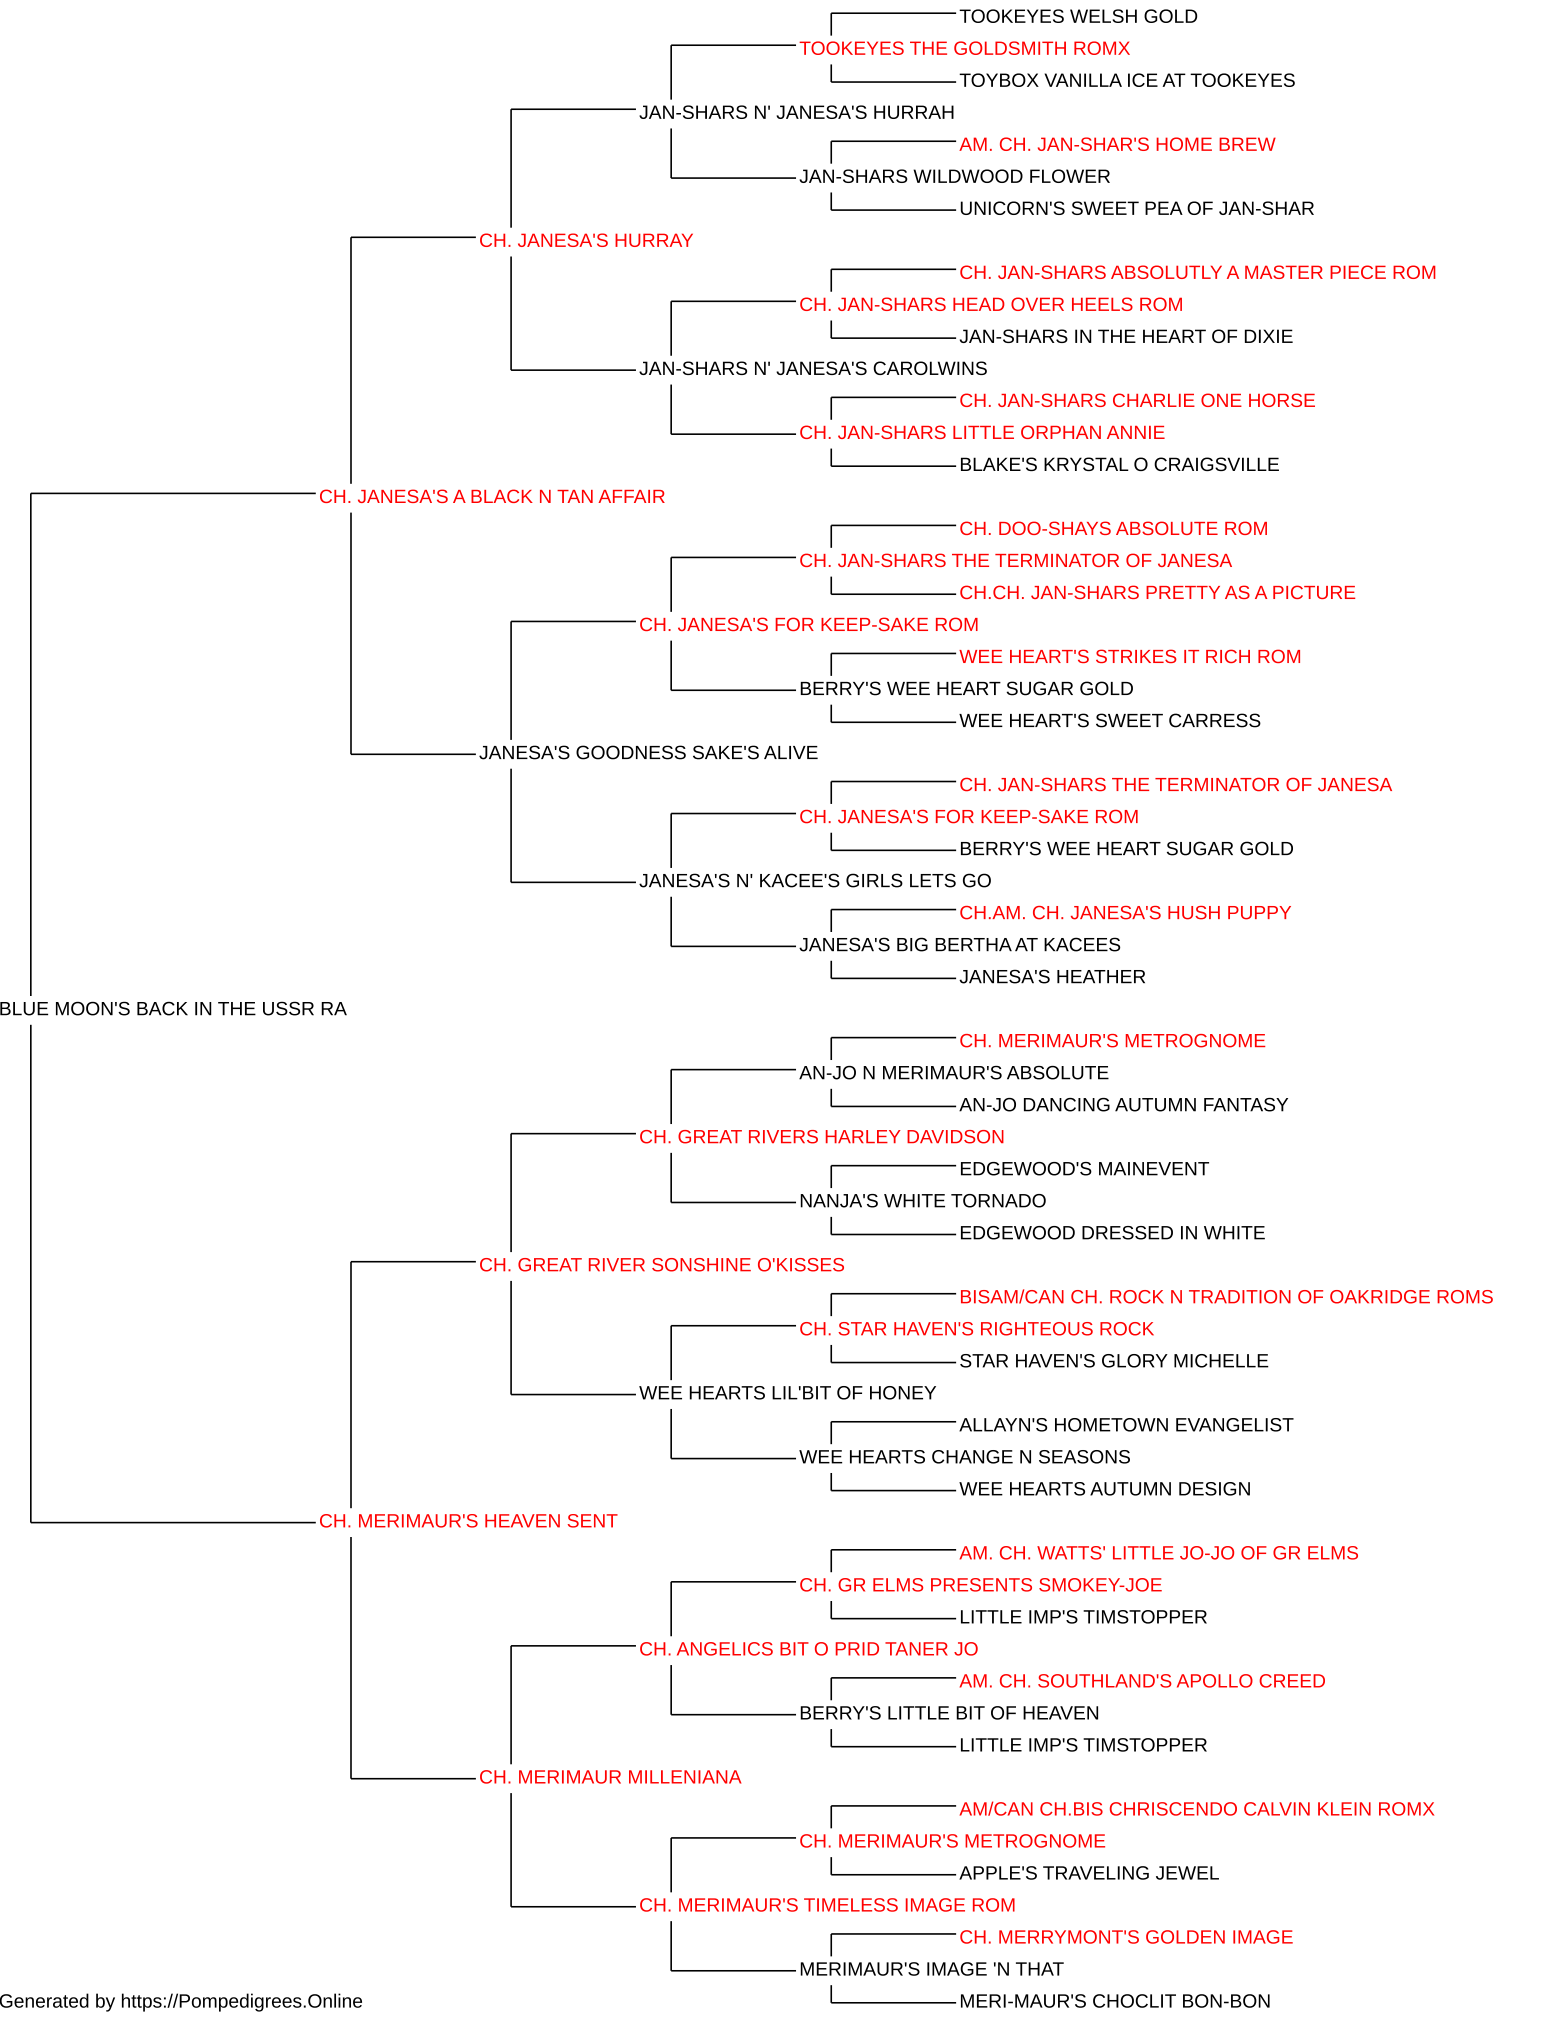 TOOKEYES WELSH GOLD
TOOKEYES THE GOLDSMITH ROMX
TOYBOX VANILLA ICE AT TOOKEYES
JAN-SHARS N' JANESA'S HURRAH
AM. CH. JAN-SHAR'S HOME BREW
JAN-SHARS WILDWOOD FLOWER
UNICORN'S SWEET PEA OF JAN-SHAR
CH. JANESA'S HURRAY
CH. JAN-SHARS ABSOLUTLY A MASTER PIECE ROM
CH. JAN-SHARS HEAD OVER HEELS ROM
JAN-SHARS IN THE HEART OF DIXIE
JAN-SHARS N' JANESA'S CAROLWINS
CH. JAN-SHARS CHARLIE ONE HORSE
CH. JAN-SHARS LITTLE ORPHAN ANNIE
BLAKE'S KRYSTAL O CRAIGSVILLE
CH. JANESA'S A BLACK N TAN AFFAIR
CH. DOO-SHAYS ABSOLUTE ROM
CH. JAN-SHARS THE TERMINATOR OF JANESA
CH.CH. JAN-SHARS PRETTY AS A PICTURE
CH. JANESA'S FOR KEEP-SAKE ROM
WEE HEART'S STRIKES IT RICH ROM
BERRY'S WEE HEART SUGAR GOLD
WEE HEART'S SWEET CARRESS
JANESA'S GOODNESS SAKE'S ALIVE
CH. JAN-SHARS THE TERMINATOR OF JANESA
CH. JANESA'S FOR KEEP-SAKE ROM
BERRY'S WEE HEART SUGAR GOLD
JANESA'S N' KACEE'S GIRLS LETS GO
CH.AM. CH. JANESA'S HUSH PUPPY
JANESA'S BIG BERTHA AT KACEES
JANESA'S HEATHER
BLUE MOON'S BACK IN THE USSR RA
CH. MERIMAUR'S METROGNOME
AN-JO N MERIMAUR'S ABSOLUTE
AN-JO DANCING AUTUMN FANTASY
CH. GREAT RIVERS HARLEY DAVIDSON
EDGEWOOD'S MAINEVENT
NANJA'S WHITE TORNADO
EDGEWOOD DRESSED IN WHITE
CH. GREAT RIVER SONSHINE O'KISSES
BISAM/CAN CH. ROCK N TRADITION OF OAKRIDGE ROMS
CH. STAR HAVEN'S RIGHTEOUS ROCK
STAR HAVEN'S GLORY MICHELLE
WEE HEARTS LIL'BIT OF HONEY
ALLAYN'S HOMETOWN EVANGELIST
WEE HEARTS CHANGE N SEASONS
WEE HEARTS AUTUMN DESIGN
CH. MERIMAUR'S HEAVEN SENT
AM. CH. WATTS' LITTLE JO-JO OF GR ELMS
CH. GR ELMS PRESENTS SMOKEY-JOE
LITTLE IMP'S TIMSTOPPER
CH. ANGELICS BIT O PRID TANER JO
AM. CH. SOUTHLAND'S APOLLO CREED
BERRY'S LITTLE BIT OF HEAVEN
LITTLE IMP'S TIMSTOPPER
CH. MERIMAUR MILLENIANA
AM/CAN CH.BIS CHRISCENDO CALVIN KLEIN ROMX
CH. MERIMAUR'S METROGNOME
APPLE'S TRAVELING JEWEL
CH. MERIMAUR'S TIMELESS IMAGE ROM
CH. MERRYMONT'S GOLDEN IMAGE
MERIMAUR'S IMAGE 'N THAT
MERI-MAUR'S CHOCLIT BON-BON
Generated by https://Pompedigrees.Online